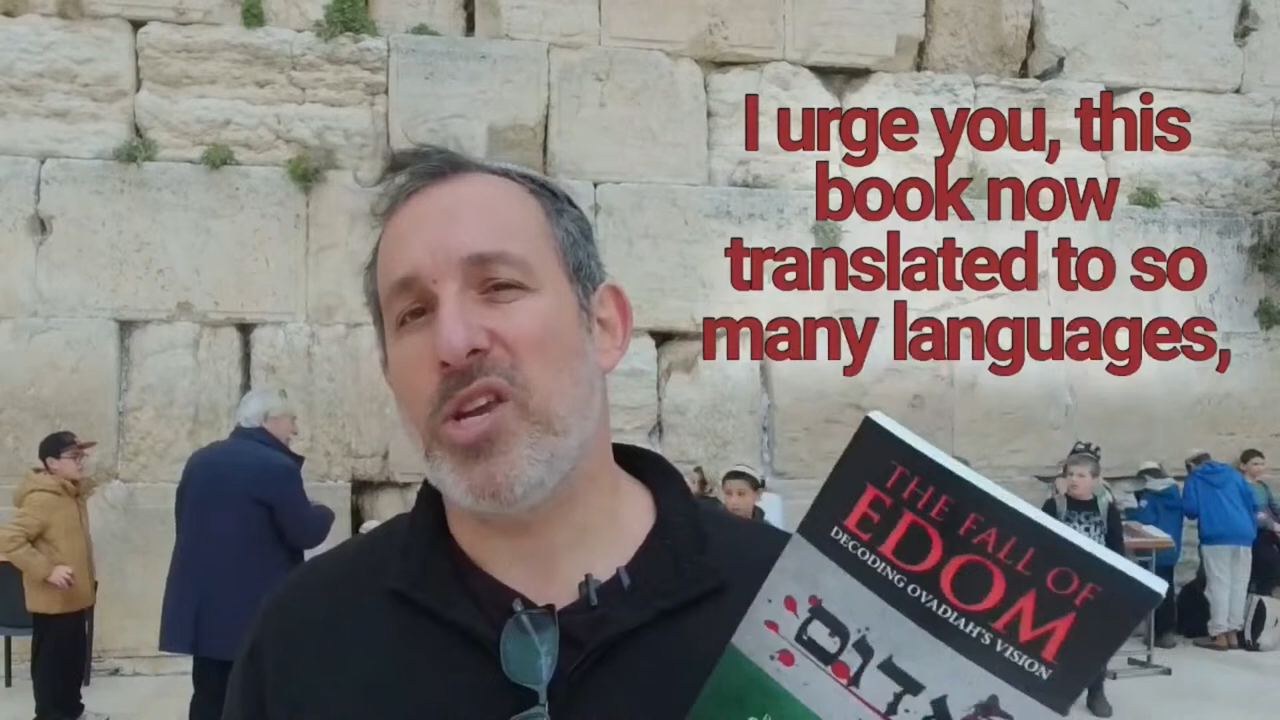 I urge you, this
book now
translated to so
many languages,
THE FALL OF
EDOM
DECODING OVADIAH'S VISION
אדום